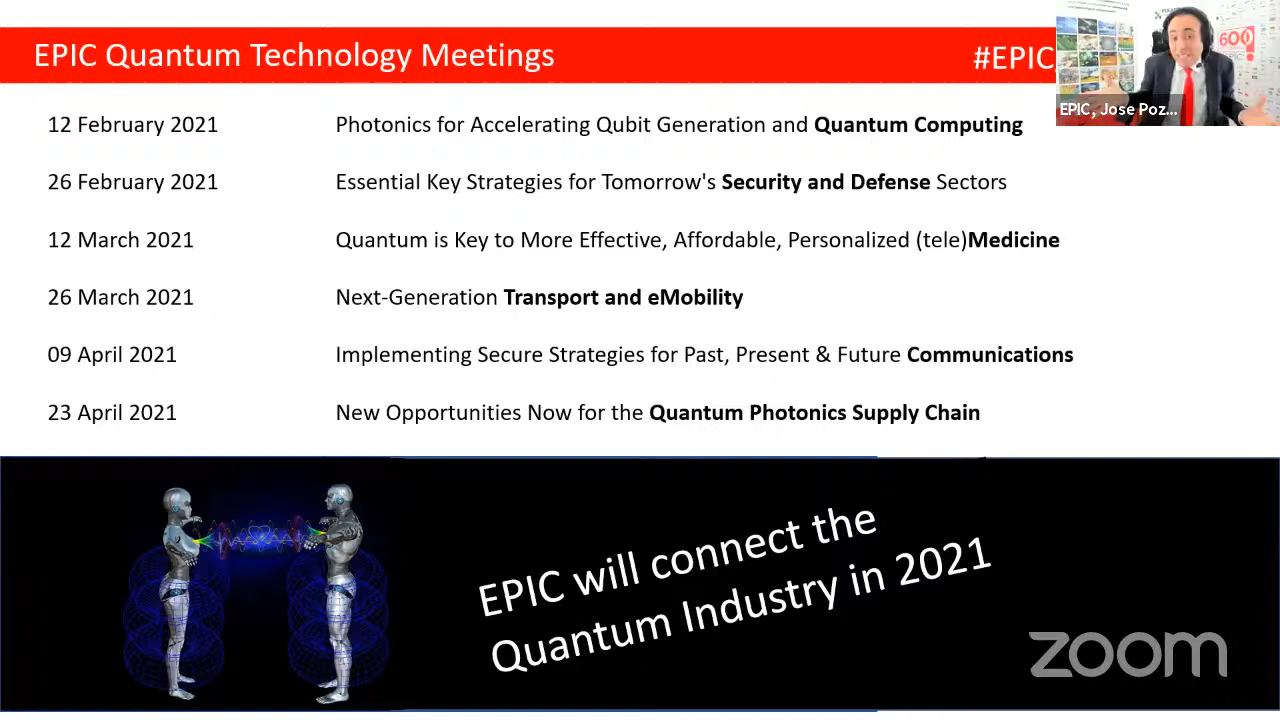 EPIC Quantum Technology Meetings
#EPIC
600
EPIC, Jose Poz...
12 February 2021 Photonics for Accelerating Qubit Generation and Quantum Computing
26 February 2021 Essential Key Strategies for Tomorrow's Security and Defense Sectors
12 March 2021 Quantum is Key to More Effective, Affordable, Personalized (tele)Medicine
26 March 2021 Next-Generation Transport and eMobility
09 April 2021 Implementing Secure Strategies for Past, Present & Future Communications
23 April 2021 New Opportunities Now for the Quantum Photonics Supply Chain
EPIC will connect the
Quantum Industry in 2021
zoom